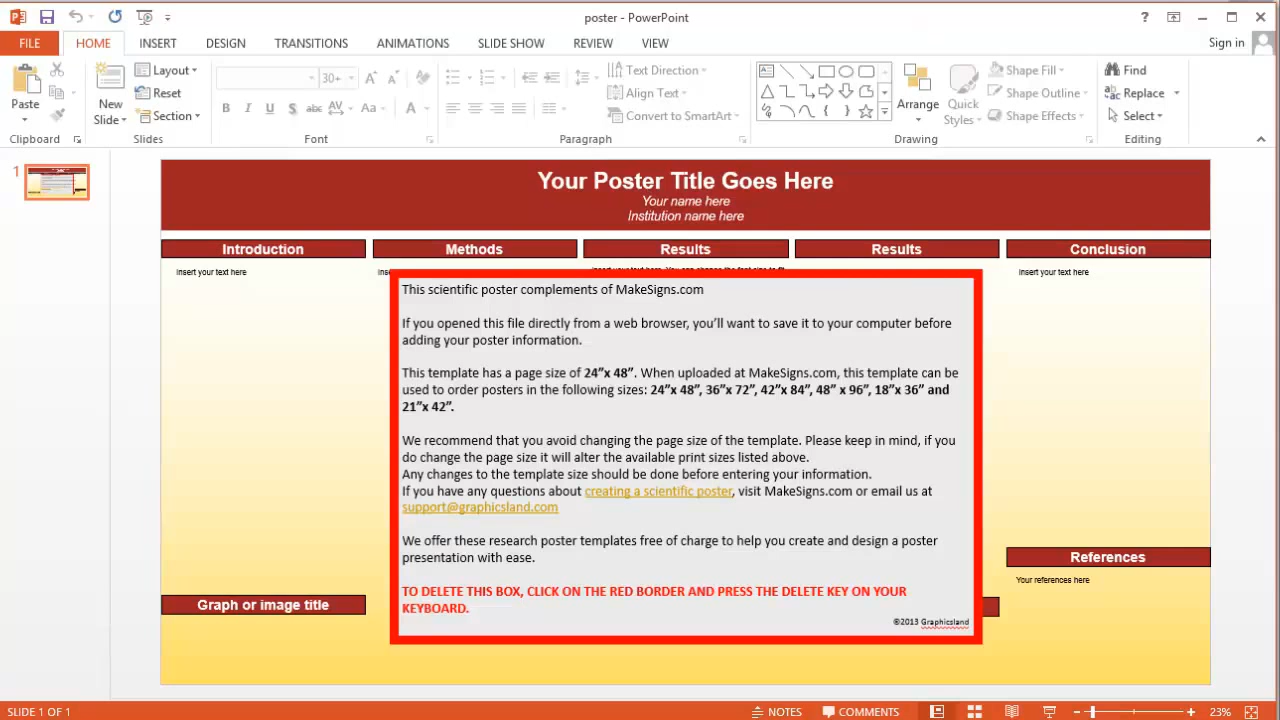 poster - PowerPoint
?
FILE HOME INSERT DESIGN TRANSITIONS ANIMATIONS SLIDE SHOW REVIEW VIEW
Sign in
Paste
New
Slide
Layout
Reset
Section
30+
B I U S abc AV Aa A
Text Direction
Align Text
Convert to SmartArt
Arrange
Quick
Styles
Shape Fill
Shape Outline
Shape Effects
Find
Replace
Select
Clipboard Slides Font Paragraph Drawing Editing
1
Your Poster Title Goes Here
Your name here
Institution name here
Introduction Methods Results Results Conclusion
Insert your text here
Insert your text here
This scientific poster complements of MakeSigns.com
If you opened this file directly from a web browser, you’ll want to save it to your computer before
adding your poster information.
This template has a page size of 24”x 48”. When uploaded at MakeSigns.com, this template can be
used to order posters in the following sizes: 24”x 48”, 36”x 72”, 42”x 84”, 48” x 96”, 18”x 36” and
21”x 42”.
We recommend that you avoid changing the page size of the template. Please keep in mind, if you
do change the page size it will alter the available print sizes listed above.
Any changes to the template size should be done before entering your information.
If you have any questions about creating a scientific poster, visit MakeSigns.com or email us at
support@graphicsland.com
We offer these research poster templates free of charge to help you create and design a poster
presentation with ease.
TO DELETE THIS BOX, CLICK ON THE RED BORDER AND PRESS THE DELETE KEY ON YOUR
KEYBOARD.
©2013 Graphicsland
Graph or image title
References
Your references here
SLIDE 1 OF 1
NOTES
COMMENTS
23%